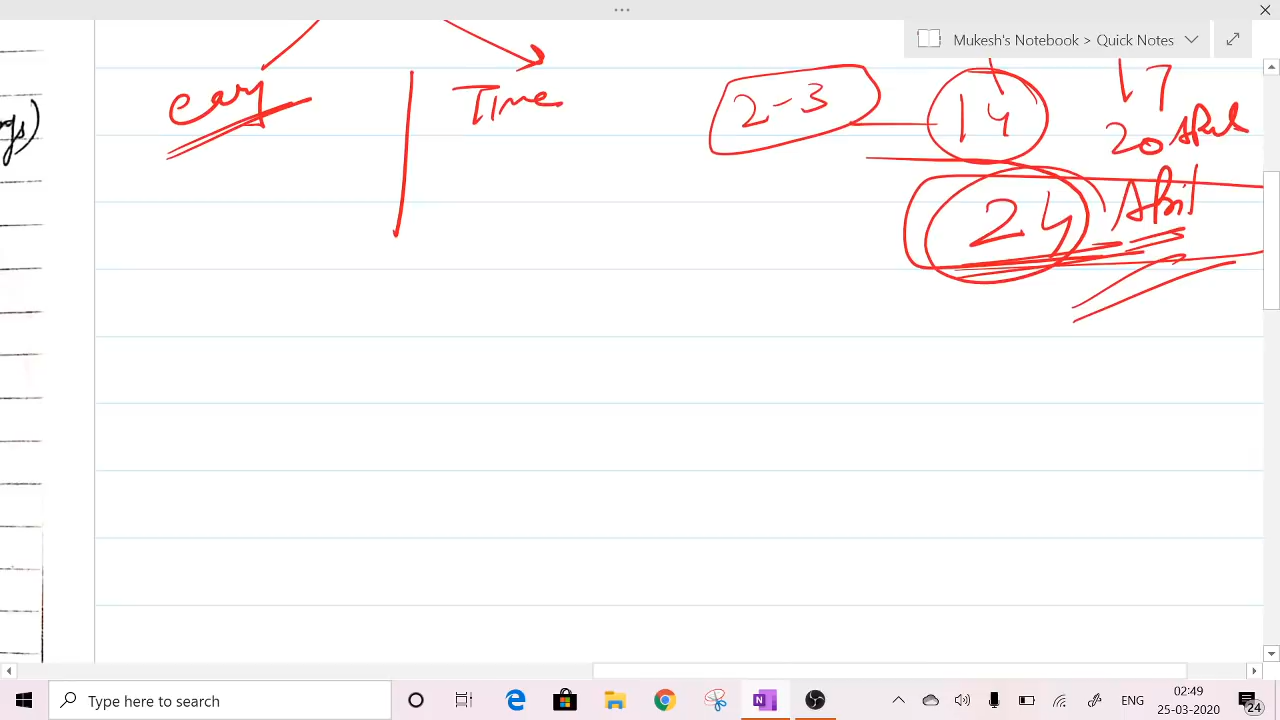 Mukesh's Notebook > Quick Notes
easy
Time
2-3
14
17
20 April
24 April
Type here to search
ENG
02:49
25-03-2020
24